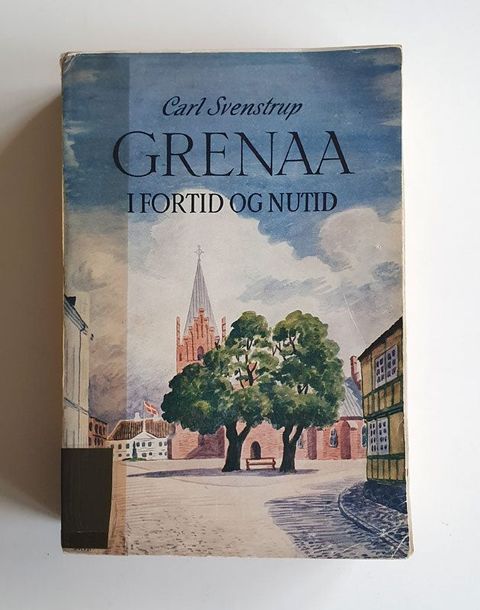 Carl Svenstrup
GRENAA
I FORTID OG NUTID